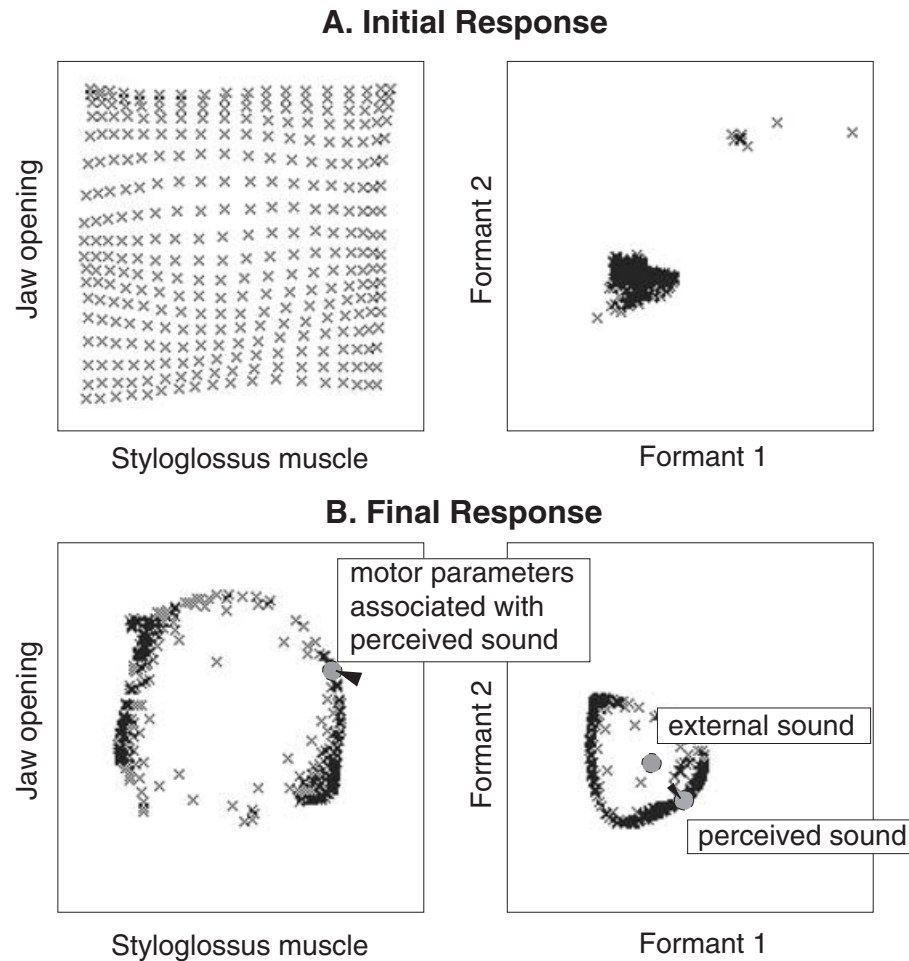 A. Initial Response
Jaw opening
Styloglossus muscle
Formant 2
Formant 1
B. Final Response
Jaw opening
motor parameters
associated with
perceived sound
Styloglossus muscle
Formant 2
external sound
perceived sound
Formant 1